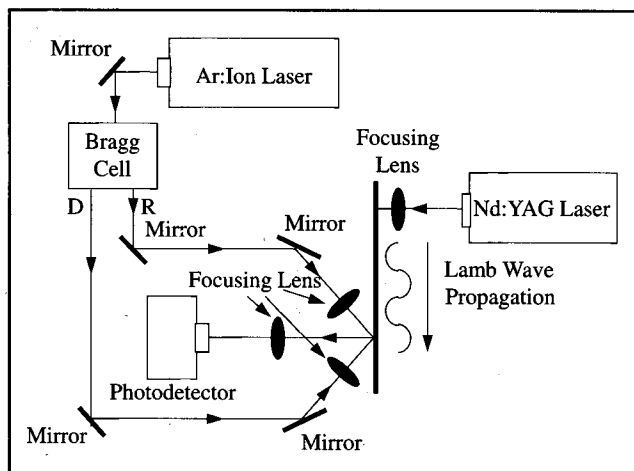 Mirror
Ar:Ion Laser
Bragg
Cell
Focusing
Lens
D
R
Nd:YAG Laser
Mirror
Mirror
Lamb Wave
Propagation
Focusing Lens
Photodetector
Mirror
Mirror